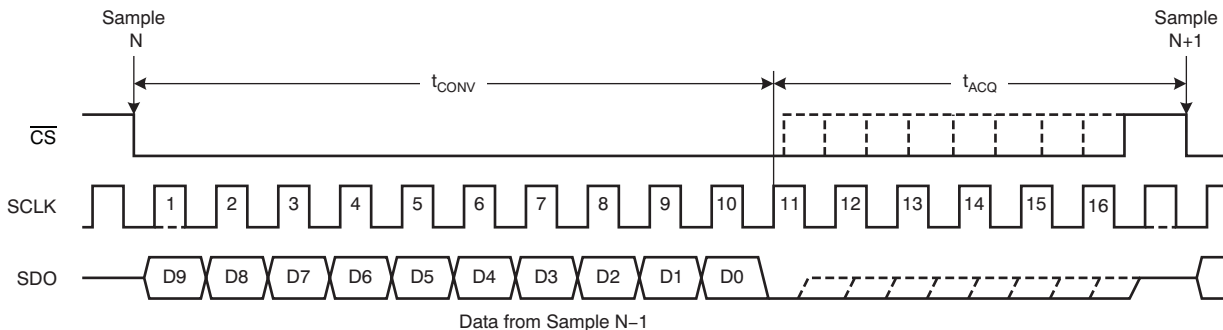 Sample
N
Sample
N+1
tCONV
tACQ
CS
SCLK
1 2 3 4 5 6 7 8 9 10 11 12 13 14 15 16
SDO
D9 D8 D7 D6 D5 D4 D3 D2 D1 D0
Data from Sample N−1